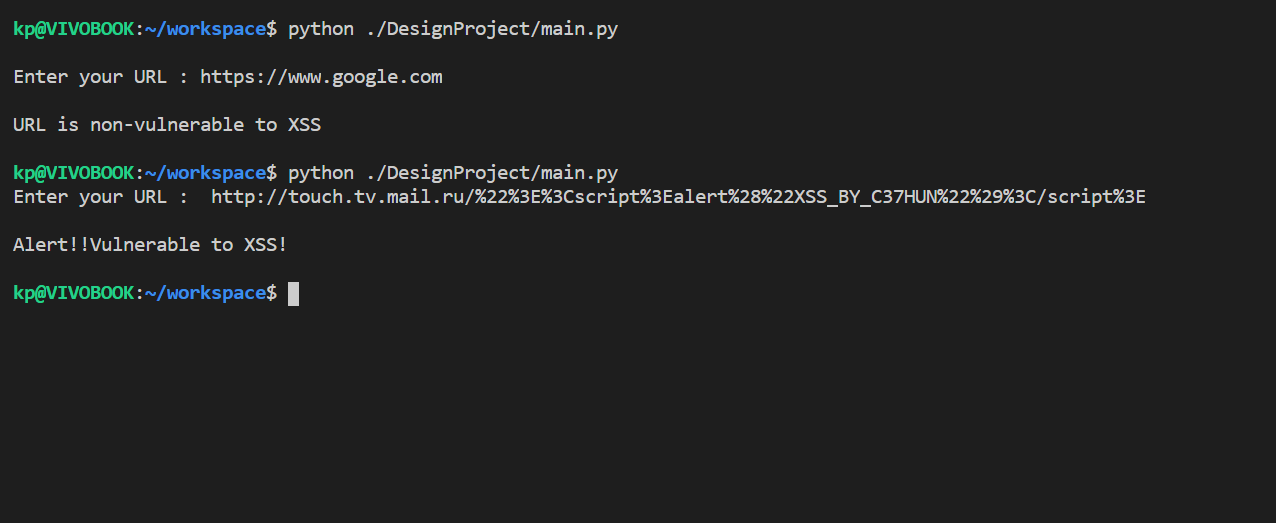 kp@VIVOBOOK:~/workspace$ python ./DesignProject/main.py
Enter your URL : https://www.google.com
URL is non-vulnerable to XSS
kp@VIVOBOOK:~/workspace$ python ./DesignProject/main.py
Enter your URL :  http://touch.tv.mail.ru/%22%3E%3Cscript%3Ealert%28%22XSS_BY_C37HUN%22%29%3C/script%3E
Alert!!Vulnerable to XSS!
kp@VIVOBOOK:~/workspace$